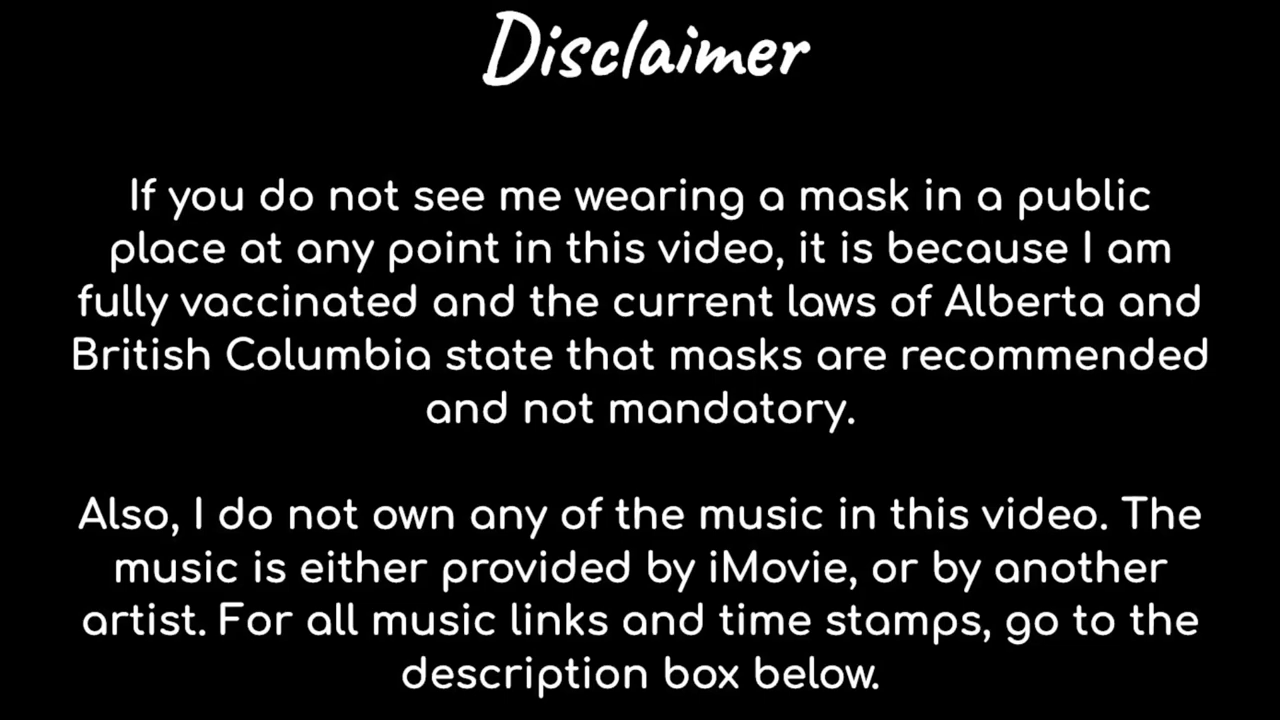 Disclaimer
If you do not see me wearing a mask in a public
place at any point in this video, it is because I am
fully vaccinated and the current laws of Alberta and
British Columbia state that masks are recommended
and not mandatory.
Also, I do not own any of the music in this video. The
music is either provided by iMovie, or by another
artist. For all music links and time stamps, go to the
description box below.